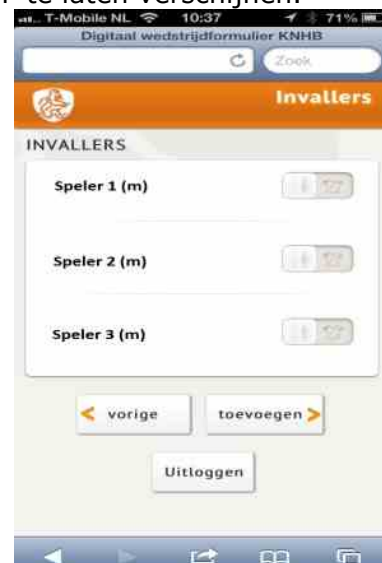 te laten verschijnen.
T-Mobile NL 10:37 71%
Digitaal wedstrijdformulier KNHB
Zoek
Invallers
INVALLERS
Speler 1 (m)
Speler 2 (m)
Speler 3 (m)
< vorige
toevoegen >
Uitloggen